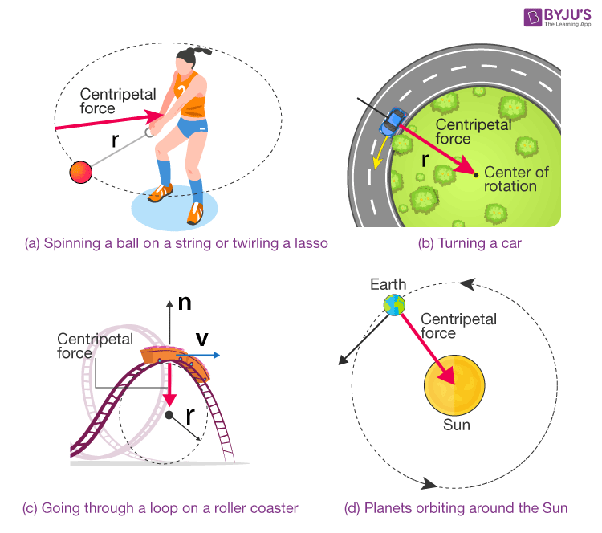 BYJU'S
The Learning App
Centripetal
force
r
(a) Spinning a ball on a string or twirling a lasso
Centripetal
force
r
Center of
rotation
(b) Turning a car
n
Centripetal
force
v
r
(c) Going through a loop on a roller coaster
Earth
Centripetal
force
Sun
(d) Planets orbiting around the Sun